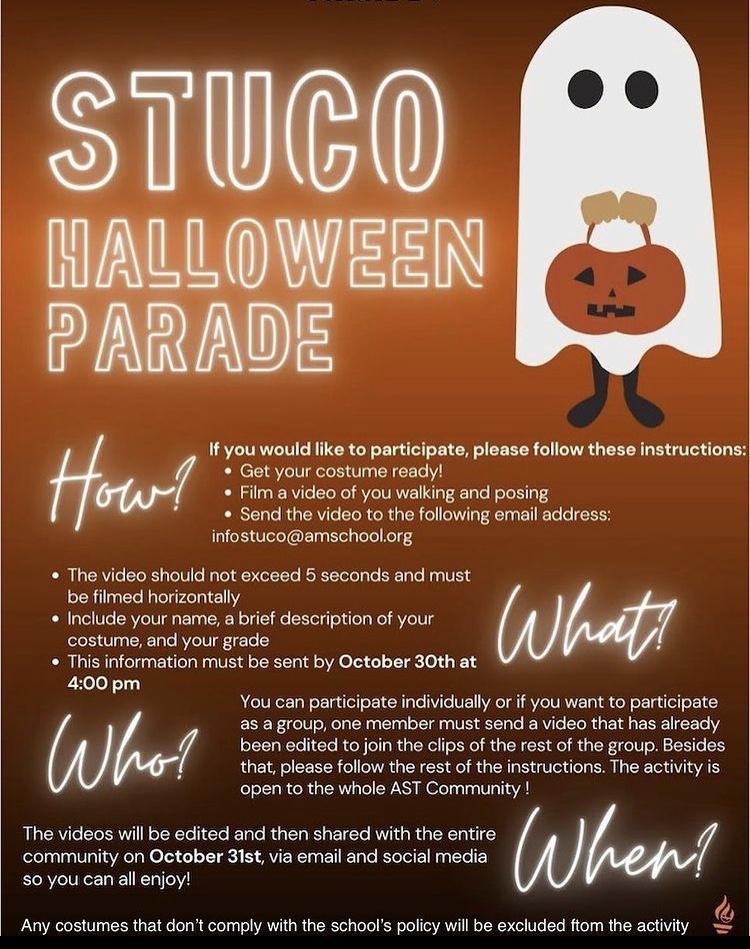 STUCO
HALLOWEEN
PARADE
How?
If you would like to participate, please follow these instructions:
• Get your costume ready!
• Film a video of you walking and posing
• Send the video to the following email address:
infostuco@amschool.org
• The video should not exceed 5 seconds and must
be filmed horizontally
• Include your name, a brief description of your
costume, and your grade
• This information must be sent by October 30th at
4:00 pm
What?
Who?
You can participate individually or if you want to participate
as a group, one member must send a video that has already
been edited to join the clips of the rest of the group. Besides
that, please follow the rest of the instructions. The activity is
open to the whole AST Community !
The videos will be edited and then shared with the entire
community on October 31st, via email and social media
so you can all enjoy!
When?
Any costumes that don't comply with the school's policy will be excluded ftom the activity